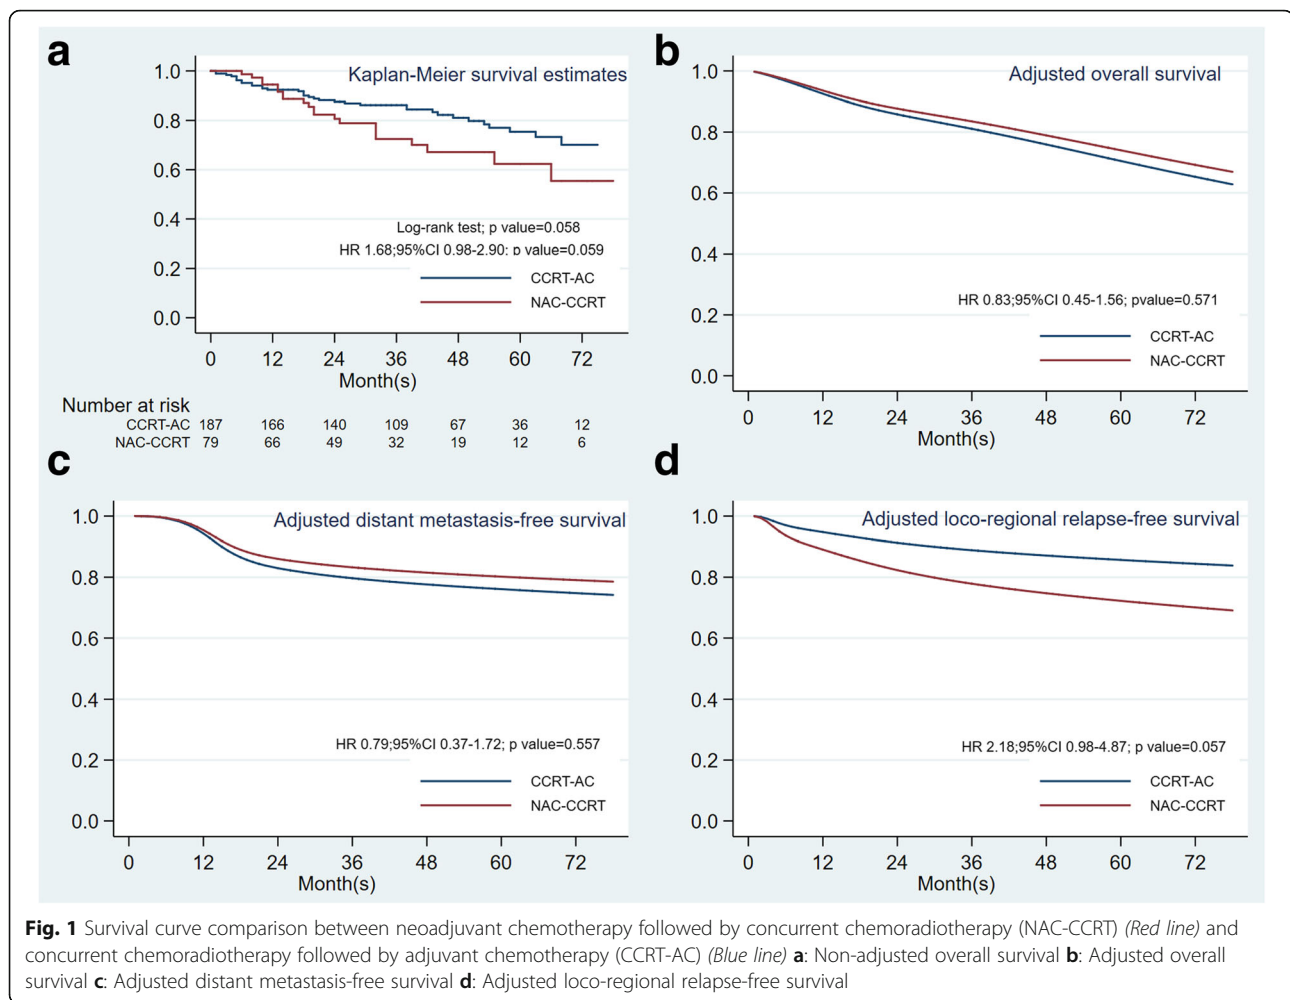 a
Kaplan-Meier survival estimates
1.0
0.8
0.6
0.4
0.2
0.0
Log-rank test; p value=0.058
HR 1.68;95%CI 0.98-2.90; p value=0.059
CCRT-AC
NAC-CCRT
0 12 24 36 48 60 72
Month(s)
Number at risk
CCRT-AC 187 166 140 109 67 36 12
NAC-CCRT 79 66 49 32 19 12 6
b
Adjusted overall survival
1.0
0.8
0.6
0.4
0.2
0.0
HR 0.83;95%CI 0.45-1.56; pvalue=0.571
CCRT-AC
NAC-CCRT
0 12 24 36 48 60 72
Month(s)
c
Adjusted distant metastasis-free survival
1.0
0.8
0.6
0.4
0.2
0.0
HR 0.79;95%CI 0.37-1.72; p value=0.557
CCRT-AC
NAC-CCRT
0 12 24 36 48 60 72
Month(s)
d
Adjusted loco-regional relapse-free survival
1.0
0.8
0.6
0.4
0.2
0.0
HR 2.18;95%CI 0.98-4.87; p value=0.057
CCRT-AC
NAC-CCRT
0 12 24 36 48 60 72
Month(s)
Fig. 1 Survival curve comparison between neoadjuvant chemotherapy followed by concurrent chemoradiotherapy (NAC-CCRT) (Red line) and
concurrent chemoradiotherapy followed by adjuvant chemotherapy (CCRT-AC) (Blue line) a: Non-adjusted overall survival b: Adjusted overall
survival c: Adjusted distant metastasis-free survival d: Adjusted loco-regional relapse-free survival